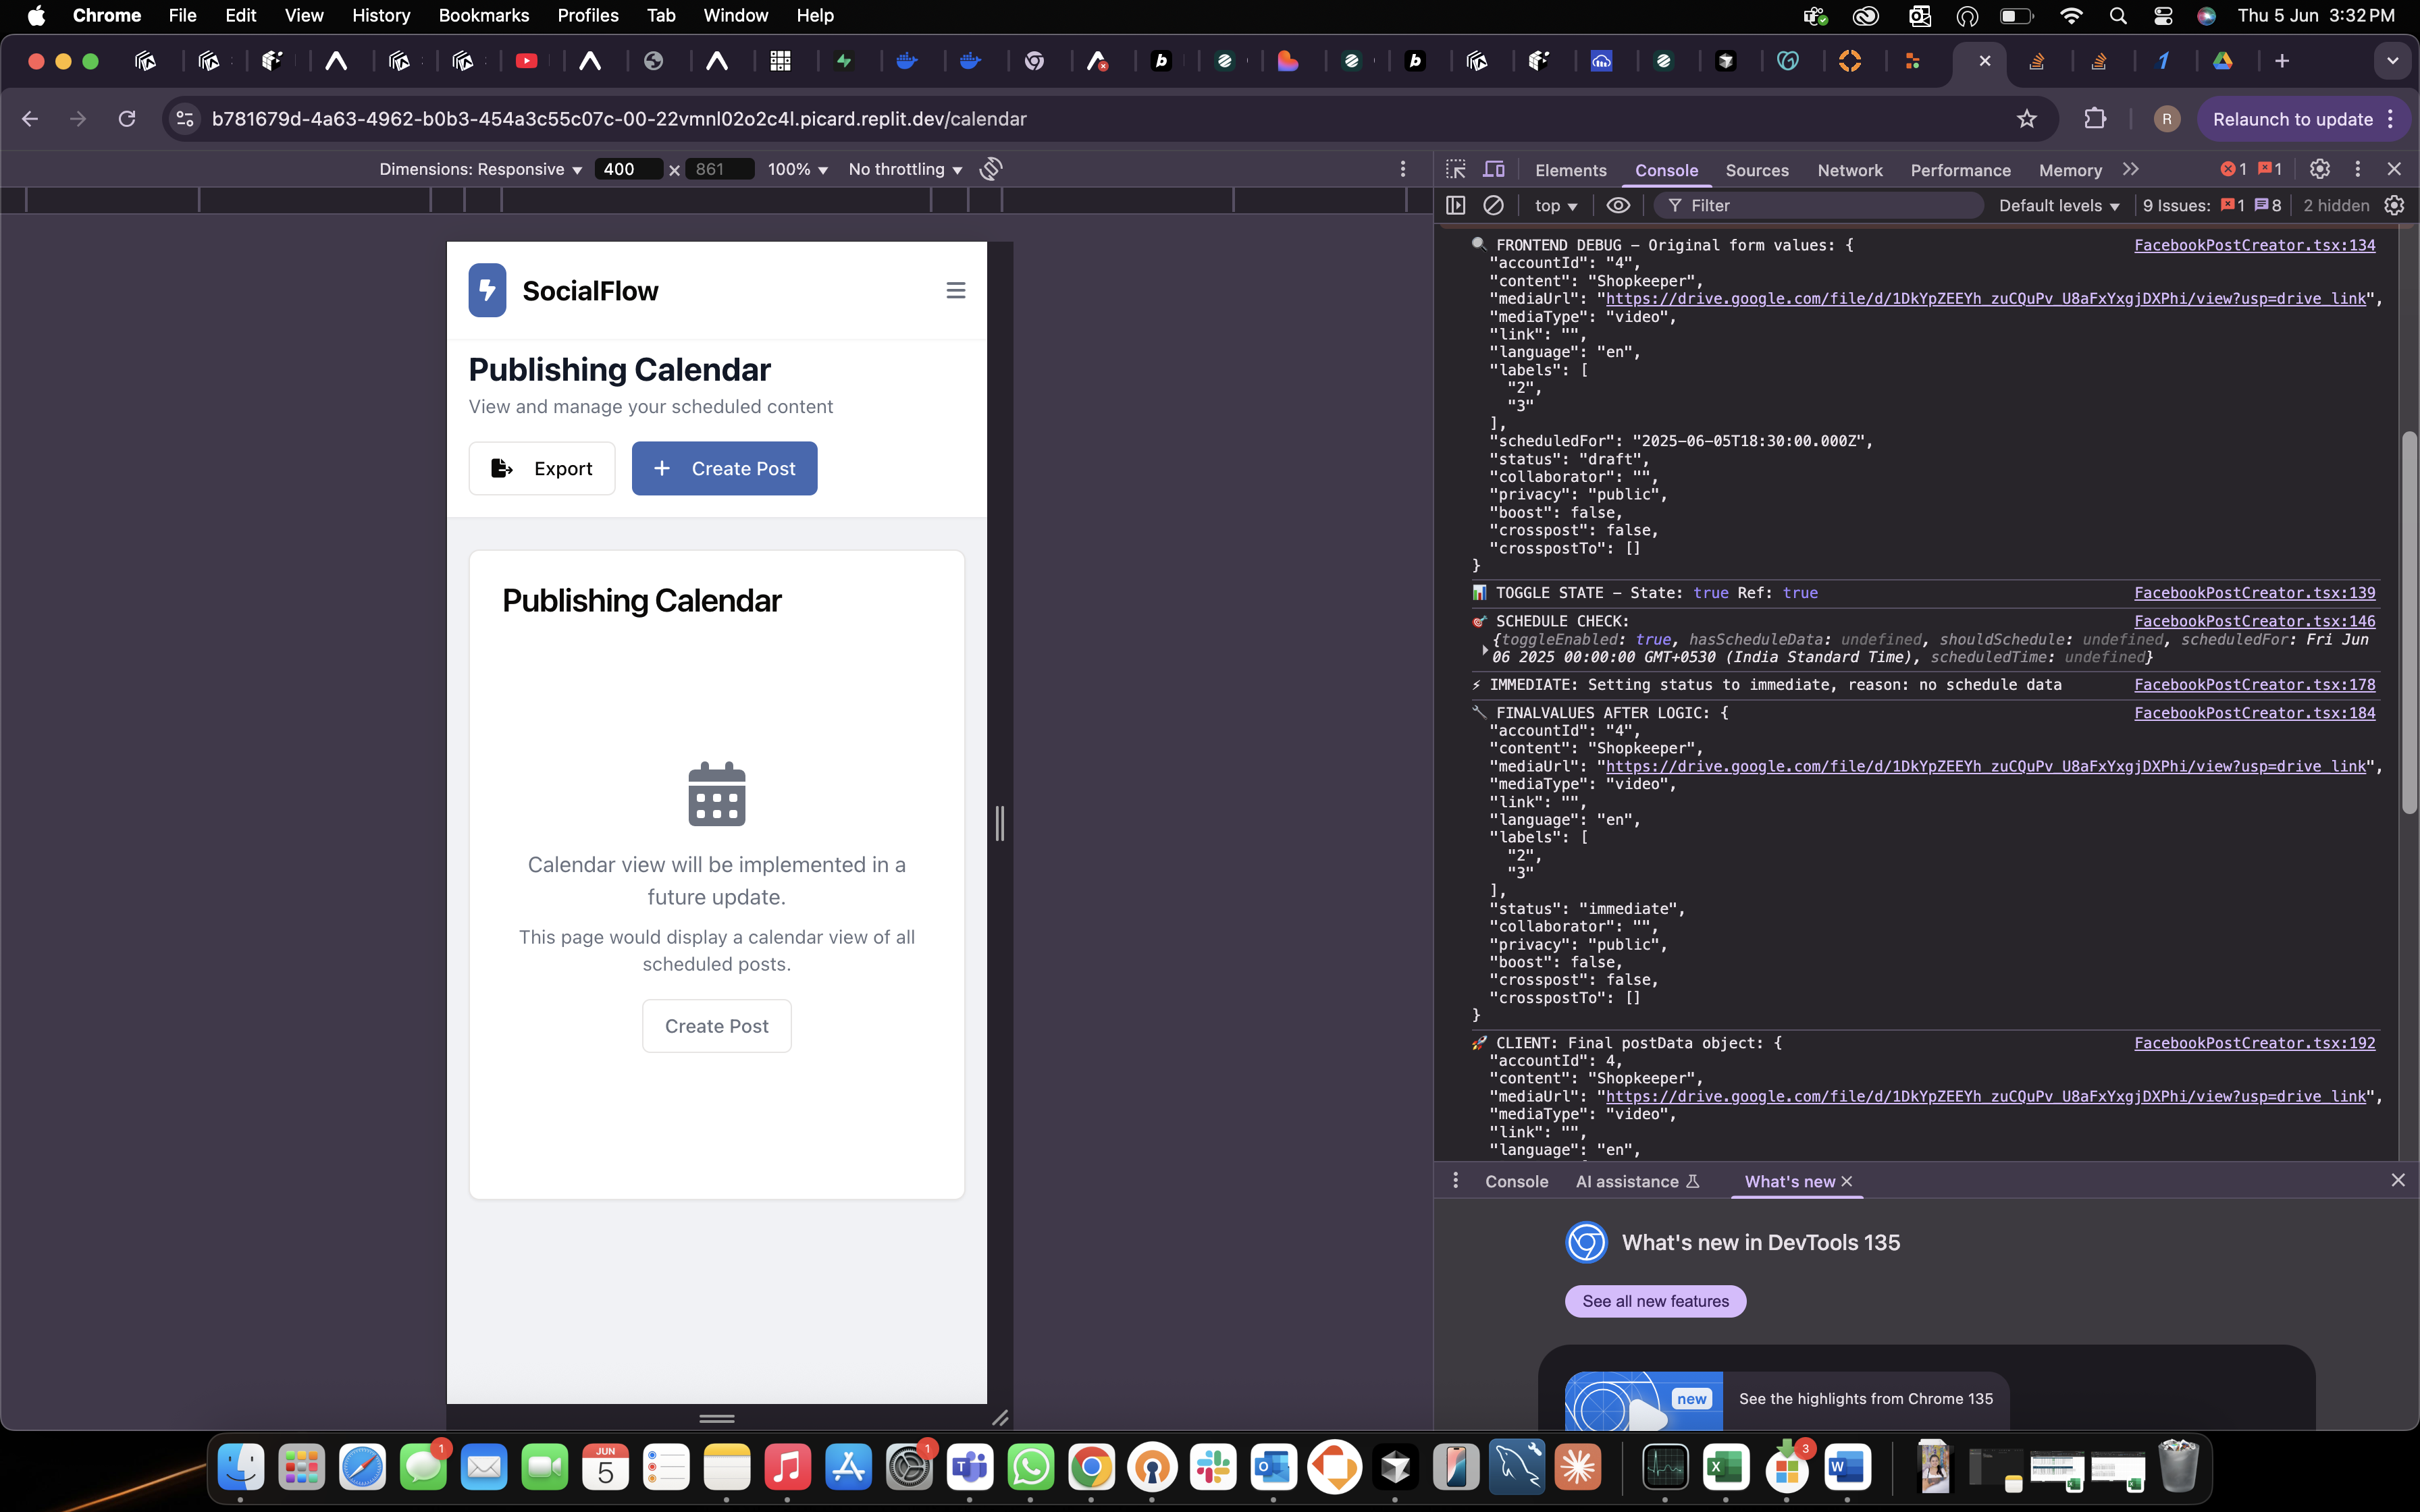 Chrome File Edit View History Bookmarks Profiles Tab Window Help
Thu 5 Jun 3:32 PM
b781679d-4a63-4962-b0b3-454a3c55c07c-00-22vmnl02o2c4l.picard.replit.dev/calendar
R
Relaunch to update
Dimensions: Responsive 400 × 861 100% No throttling
Elements Console Sources Network Performance Memory 1 1
top Filter Default levels 9 Issues: 1 8 2 hidden
SocialFlow
Publishing Calendar
View and manage your scheduled content
Export
+ Create Post
Publishing Calendar
Calendar view will be implemented in a
future update.
This page would display a calendar view of all
scheduled posts.
Create Post
🔍 FRONTEND DEBUG – Original form values: { FacebookPostCreator.tsx:134
"accountId": "4",
"content": "Shopkeeper",
"mediaUrl": "https://drive.google.com/file/d/1DkYpZEEYh_zuCQuPv_U8aFxYxgjDXPhi/view?usp=drive_link",
"mediaType": "video",
"link": "",
"language": "en",
"labels": [
"2",
"3"
],
"scheduledFor": "2025-06-05T18:30:00.000Z",
"status": "draft",
"collaborator": "",
"privacy": "public",
"boost": false,
"crosspost": false,
"crosspostTo": []
}
📊 TOGGLE STATE – State: true Ref: true FacebookPostCreator.tsx:139
🎯 SCHEDULE CHECK: FacebookPostCreator.tsx:146
{toggleEnabled: true, hasScheduleData: undefined, shouldSchedule: undefined, scheduledFor: Fri Jun
06 2025 00:00:00 GMT+0530 (India Standard Time), scheduledTime: undefined}
⚡ IMMEDIATE: Setting status to immediate, reason: no schedule data FacebookPostCreator.tsx:178
🔧 FINALVALUES AFTER LOGIC: { FacebookPostCreator.tsx:184
"accountId": "4",
"content": "Shopkeeper",
"mediaUrl": "https://drive.google.com/file/d/1DkYpZEEYh_zuCQuPv_U8aFxYxgjDXPhi/view?usp=drive_link",
"mediaType": "video",
"link": "",
"language": "en",
"labels": [
"2",
"3"
],
"status": "immediate",
"collaborator": "",
"privacy": "public",
"boost": false,
"crosspost": false,
"crosspostTo": []
}
🚀 CLIENT: Final postData object: { FacebookPostCreator.tsx:192
"accountId": 4,
"content": "Shopkeeper",
"mediaUrl": "https://drive.google.com/file/d/1DkYpZEEYh_zuCQuPv_U8aFxYxgjDXPhi/view?usp=drive_link",
"mediaType": "video",
"link": "",
"language": "en",
Console AI assistance What's new
What's new in DevTools 135
See all new features
new
See the highlights from Chrome 135
1
JUN
5
1
3